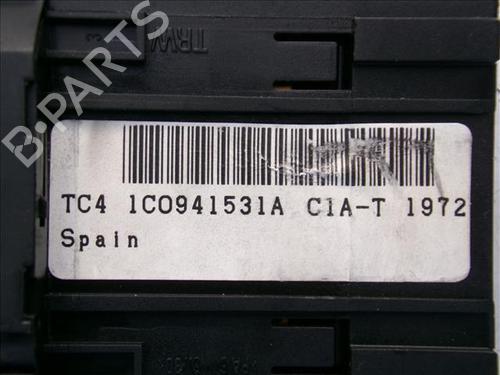 TRW
B-PARTS
TC4 1C0941531A C1A-T 1972
Spain